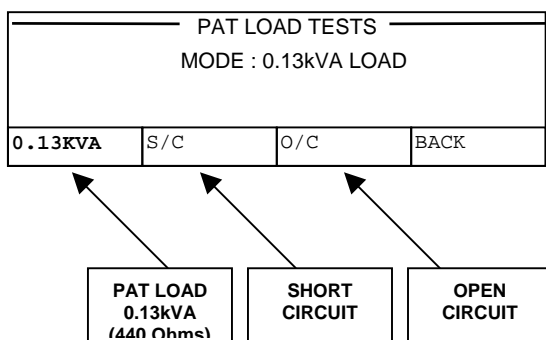 PAT LOAD TESTS
MODE : 0.13kVA LOAD
0.13KVA S/C O/C BACK
PAT LOAD
0.13kVA
(440 Ohms)
SHORT
CIRCUIT
OPEN
CIRCUIT